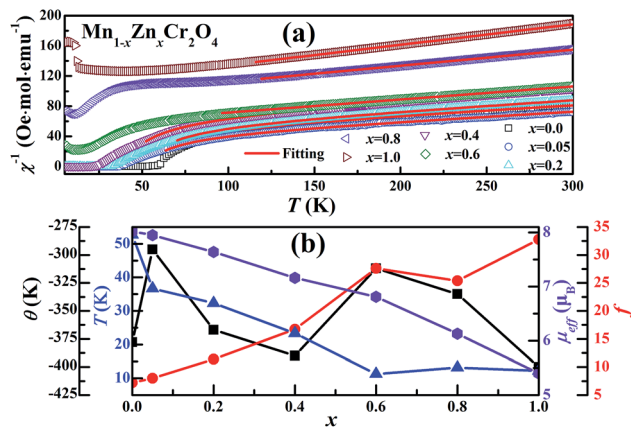 200
160
120
80
40
0
χ⁻¹ (Oe·mol·emu⁻¹)
Mn₁₋ₓZnₓCr₂O₄
(a)
x=0.8
x=0.4
x=0.0
x=1.0
x=0.6
x=0.05
Fitting
x=0.2
50 100 150 200 250 300
T (K)
(b)
-275
-300
-325
-350
-375
-400
-425
θ (K)
50
40
30
20
10
T (K)
8
7
6
5
μeff (μB)
35
30
25
20
15
10
5
f
0.0 0.2 0.4 0.6 0.8 1.0
x